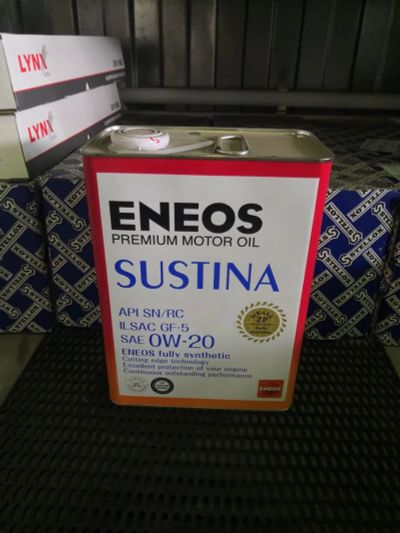 LYNX
LYNX
ENEOS
PREMIUM MOTOR OIL
SUSTINA
API SN/RC
ILSAC GF-5
SAE 0W-20
ENEOS fully synthetic
Cutting edge technology
Excellent protection of your engine
Continuous outstanding performance
ENEOS